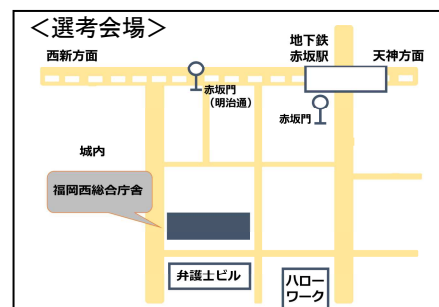 ＜選考会場＞
西新方面
地下鉄
赤坂駅
天神方面
赤坂門
（明治通）
赤坂門
城内
福岡西総合庁舎
弁護士ビル
ハロー
ワーク